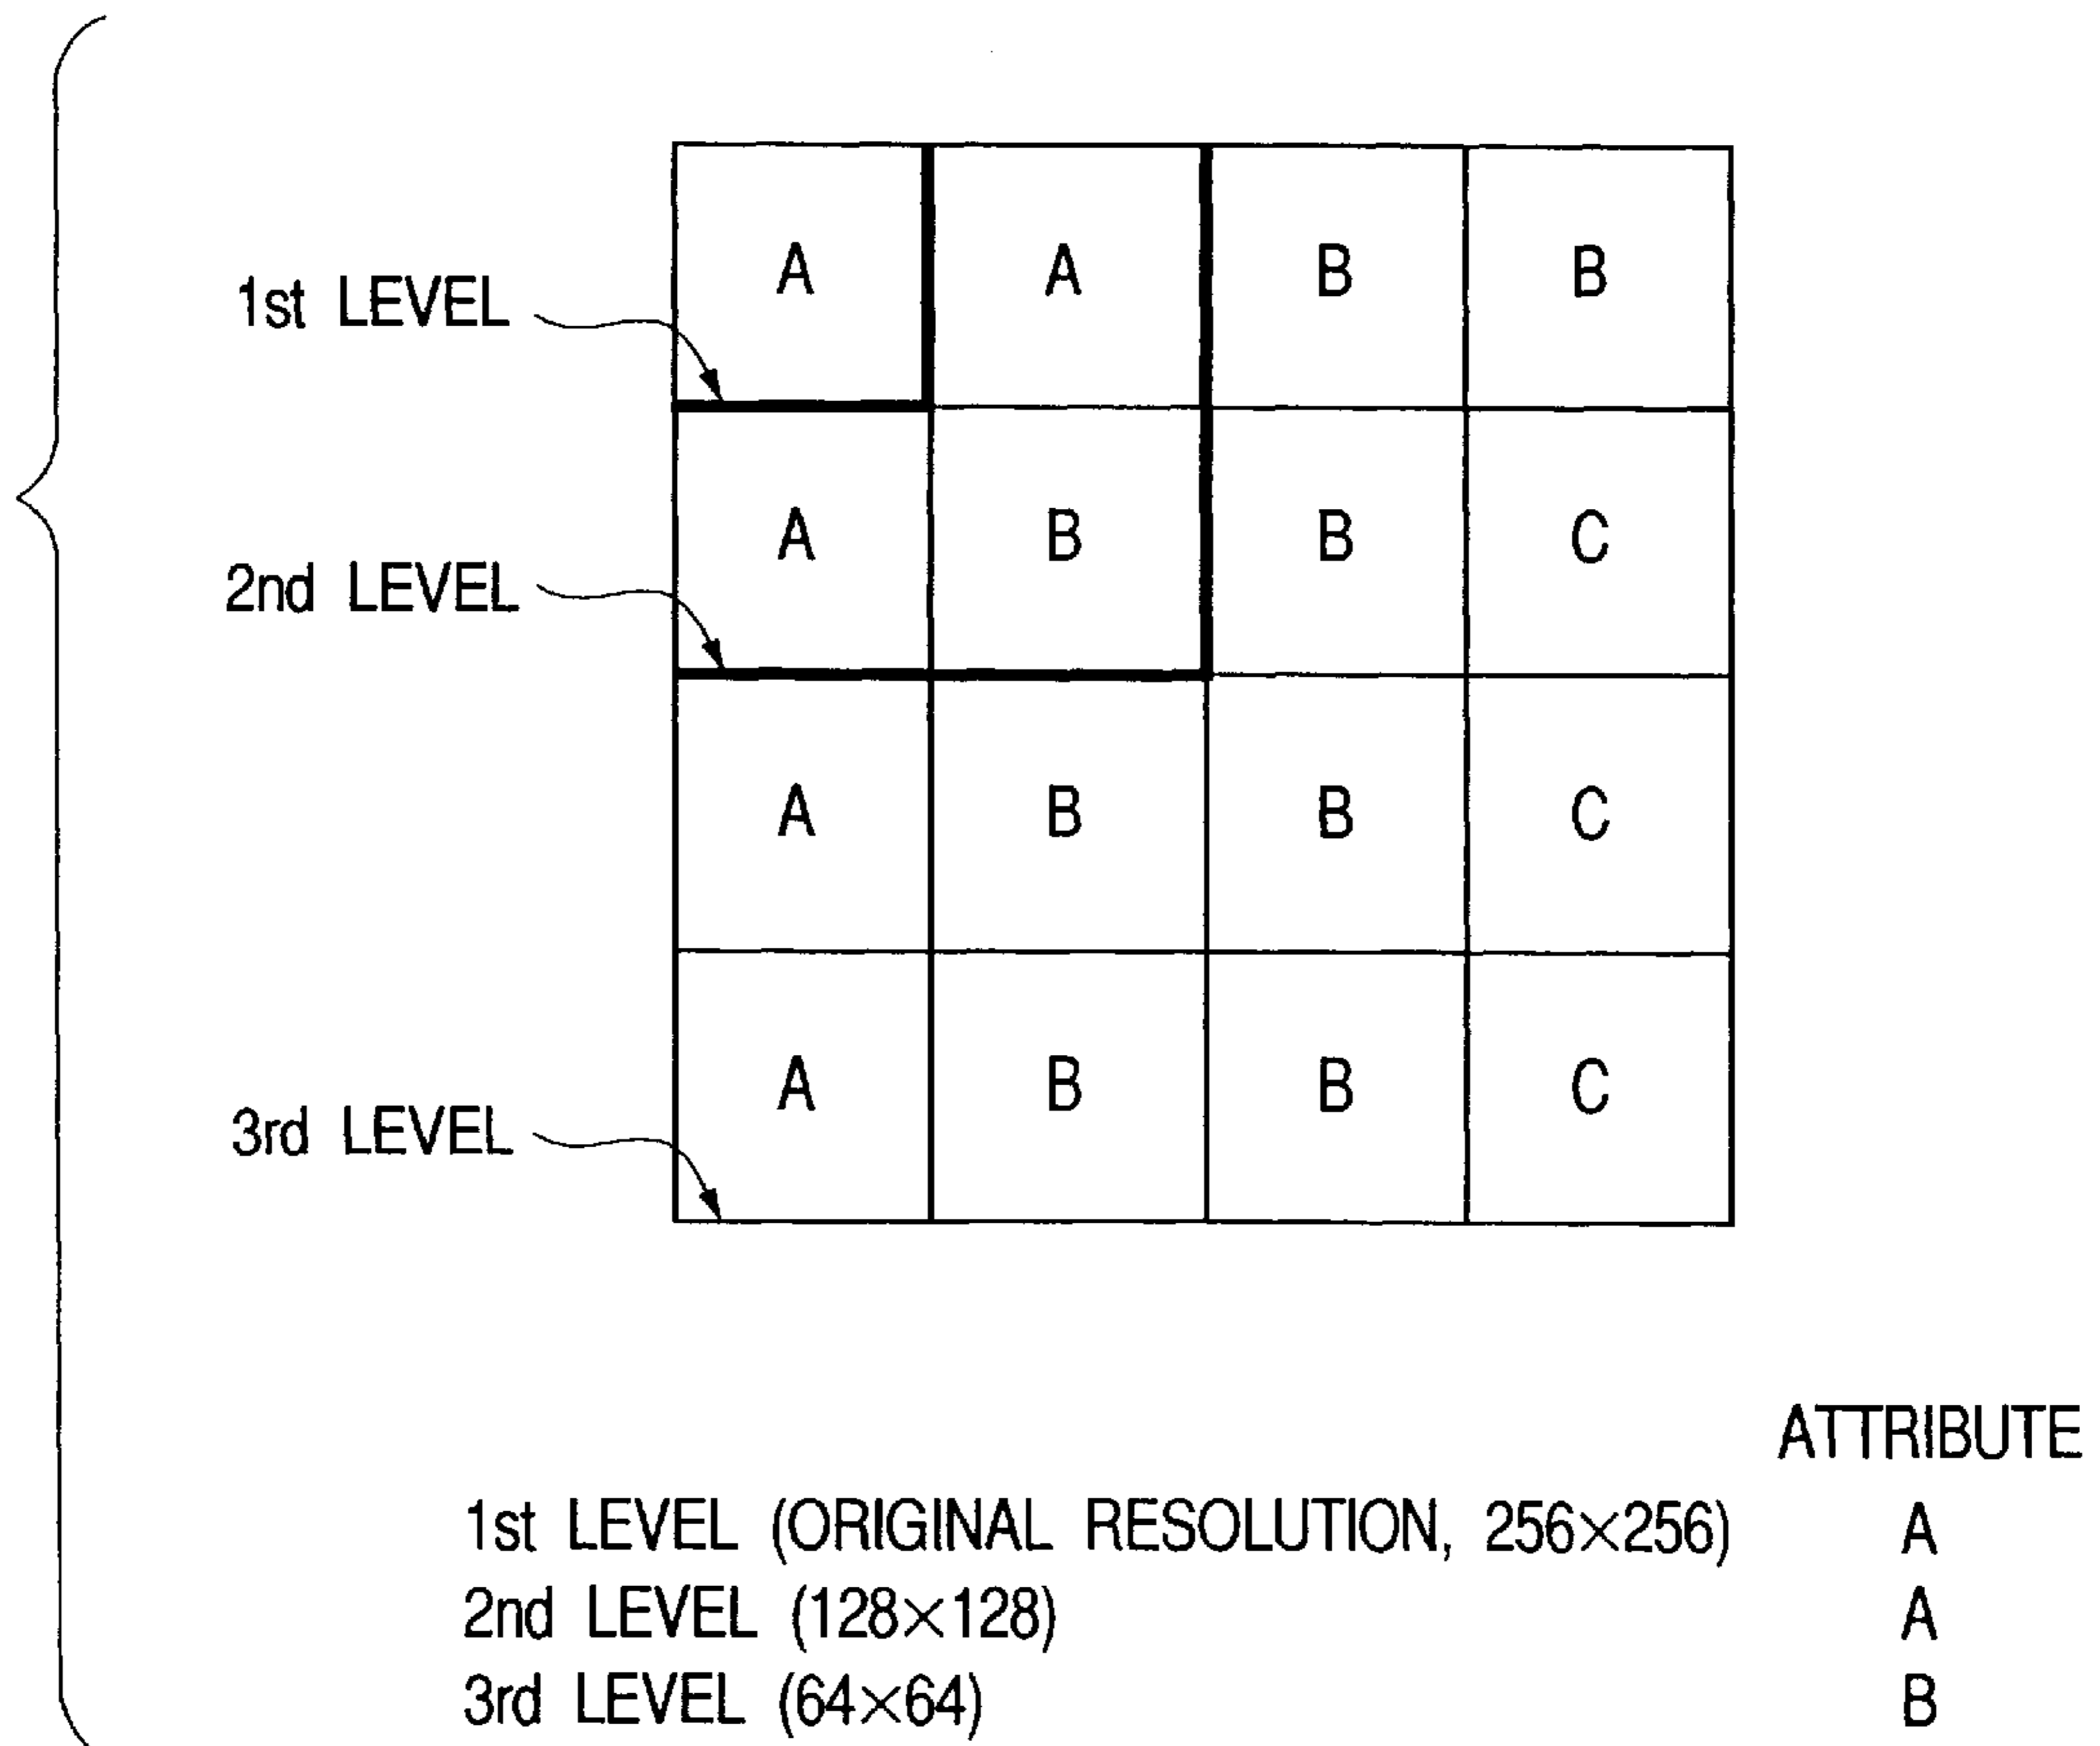 A A B B
1st LEVEL
A B B C
2nd LEVEL
A B B C
A B B C
3rd LEVEL
ATTRIBUTE
1st LEVEL (ORIGINAL RESOLUTION, 256×256) A
2nd LEVEL (128×128) A
3rd LEVEL (64×64) B